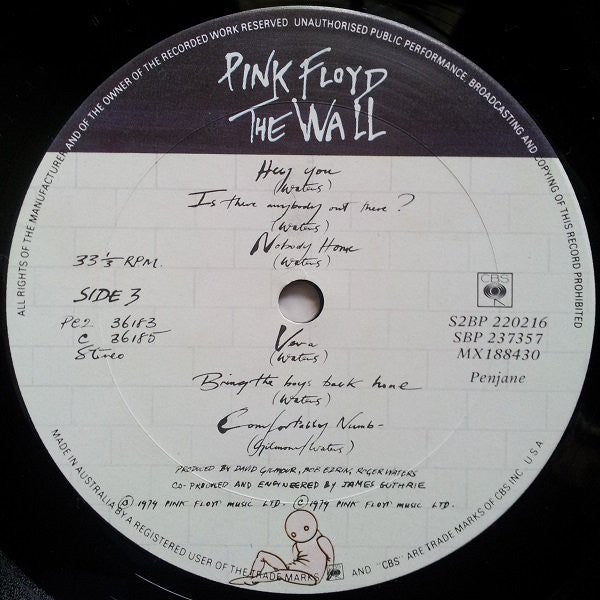 ALL RIGHTS OF THE MANUFACTURER AND OF THE OWNER OF THE RECORDED WORK RESERVED UNAUTHORISED PUBLIC PERFORMANCE, BROADCASTING AND COPYING OF THIS RECORD PROHIBITED
PINK FLOYD
THE WALL
Hey you
(Waters)
Is there anybody out there?
(Waters)
Nobody Home
(Waters)
33 1/3 RPM.
SIDE 3
PC2 36183
C 36185
Stereo
CBS
S2BP 220216
SBP 237357
MX188430
Penjane
Vera
(Waters)
Bring the boys back home
(Waters)
Comfortably Numb-
(Gilmour/Waters)
PRODUCED BY DAVID GILMOUR, BOB EZRIN, ROGER WATERS
CO-PRODUCED AND ENGINEERED BY JAMES GUTHRIE
Ⓟ 1979 PINK FLOYD MUSIC LTD. © 1979 PINK FLOYD MUSIC LTD.
MADE IN AUSTRALIA BY A REGISTERED USER OF THE TRADE MARKS AND "CBS" ARE TRADE MARKS OF CBS INC. U.S.A